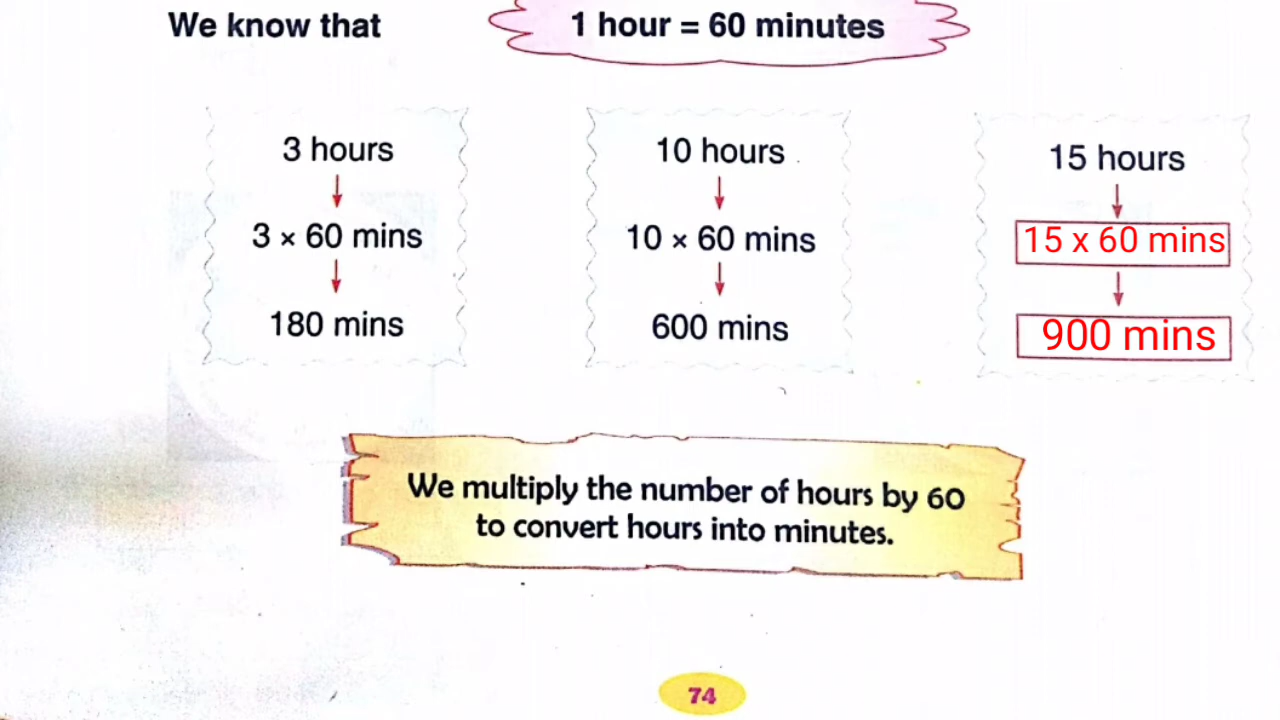 We know that
1 hour = 60 minutes
3 hours
3 × 60 mins
180 mins
10 hours
10 × 60 mins
600 mins
15 hours
15 x 60 mins
900 mins
We multiply the number of hours by 60
to convert hours into minutes.
74